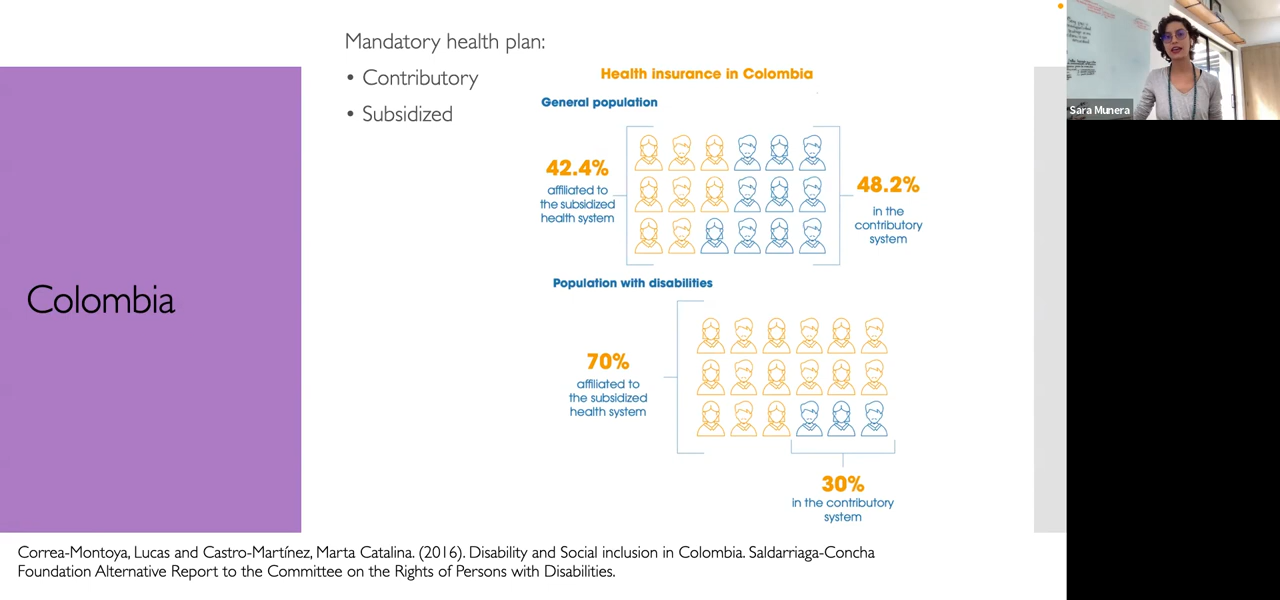 Mandatory health plan:
• Contributory
• Subsidized
Colombia
Health insurance in Colombia
General population
42.4%
affiliated to
the subsidized
health system
48.2%
in the
contributory
system
Population with disabilities
70%
affiliated to
the subsidized
health system
30%
in the contributory
system
Correa-Montoya, Lucas and Castro-Martínez, Marta Catalina. (2016). Disability and Social inclusion in Colombia. Saldarriaga-Concha
Foundation Alternative Report to the Committee on the Rights of Persons with Disabilities.
Sara Munera